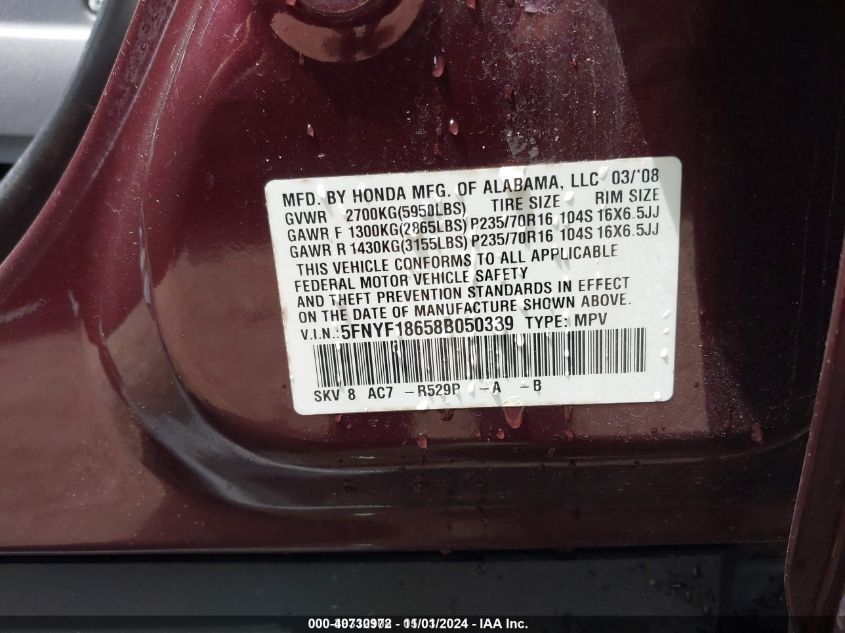 MFD. BY HONDA MFG. OF ALABAMA, LLC 03/'08
GVWR 2700KG(5950LBS) TIRE SIZE RIM SIZE
GAWR F 1300KG(2865LBS) P235/70R16 104S 16X6.5JJ
GAWR R 1430KG(3155LBS) P235/70R16 104S 16X6.5JJ
THIS VEHICLE CONFORMS TO ALL APPLICABLE
FEDERAL MOTOR VEHICLE SAFETY
AND THEFT PREVENTION STANDARDS IN EFFECT
ON THE DATE OF MANUFACTURE SHOWN ABOVE.
V.I.N.: 5FNYF18658B050339 TYPE: MPV
SKV 8 AC7 -R529P -A -B
11/01/2024 - IAA Inc.